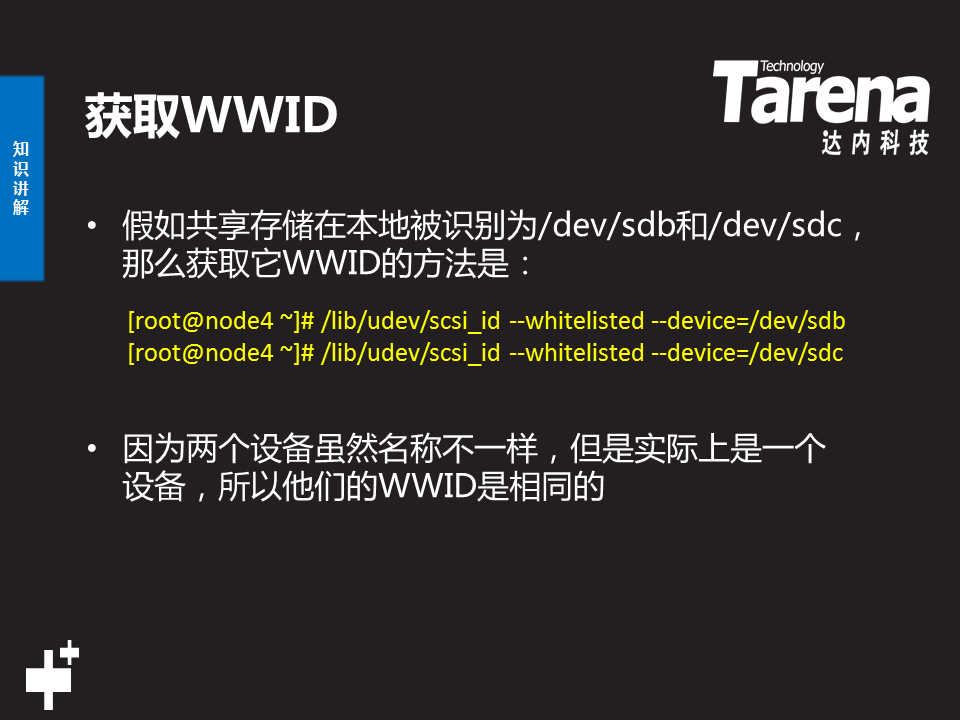 获取WWID
Technology
Tarena
达内科技
知识讲解
• 假如共享存储在本地被识别为/dev/sdb和/dev/sdc，
那么获取它WWID的方法是：
[root@node4 ~]# /lib/udev/scsi_id --whitelisted --device=/dev/sdb
[root@node4 ~]# /lib/udev/scsi_id --whitelisted --device=/dev/sdc
• 因为两个设备虽然名称不一样，但是实际上是一个
设备，所以他们的WWID是相同的